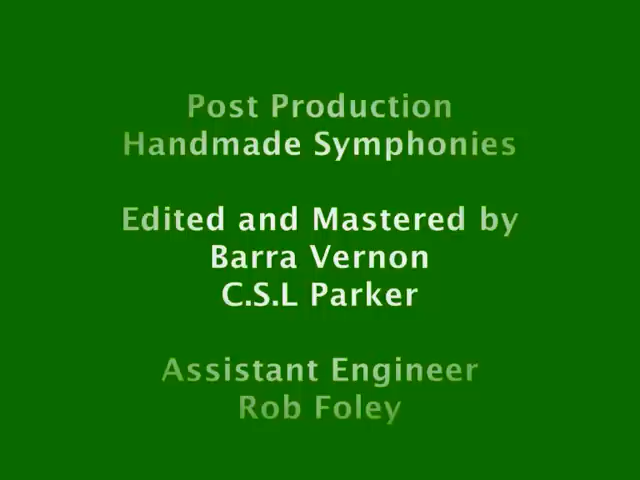 Post Production
Handmade Symphonies
Edited and Mastered by
Barra Vernon
C.S.L Parker
Assistant Engineer
Rob Foley